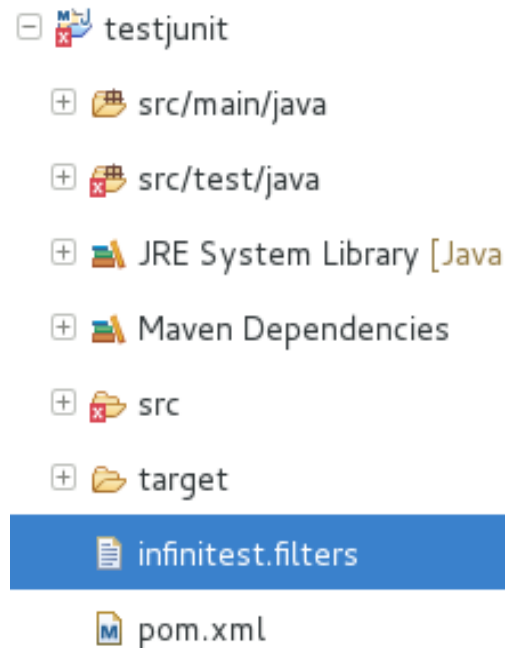 testjunit
src/main/java
src/test/java
JRE System Library [Java
Maven Dependencies
src
target
infinitest.filters
pom.xml